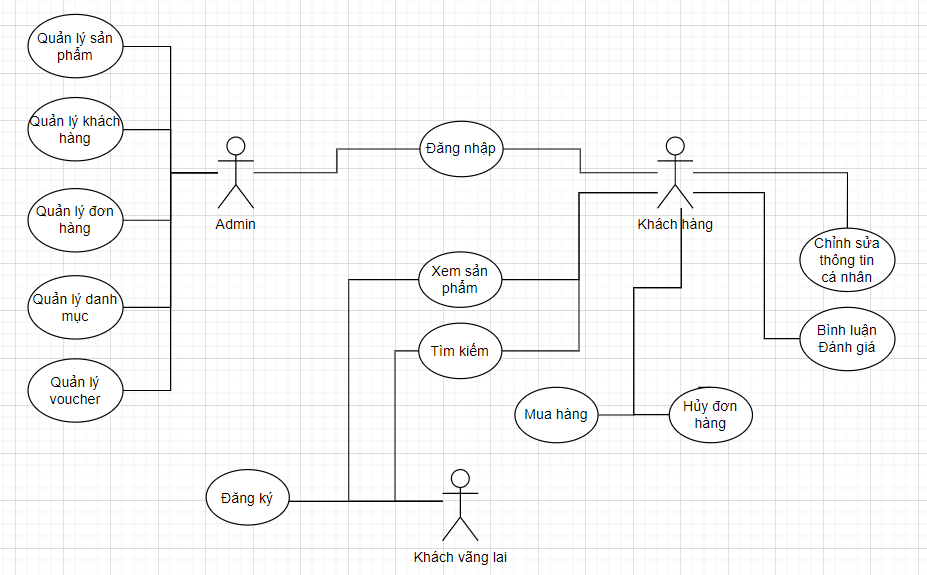 Quản lý sản
phẩm
Quản lý khách
hàng
Quản lý đơn
hàng
Quản lý danh
mục
Quản lý
voucher
Admin
Đăng nhập
Khách hàng
Xem sản
phẩm
Tìm kiếm
Chỉnh sửa
thông tin
cá nhân
Bình luận
Đánh giá
Mua hàng
Hủy đơn
hàng
Đăng ký
Khách vãng lai